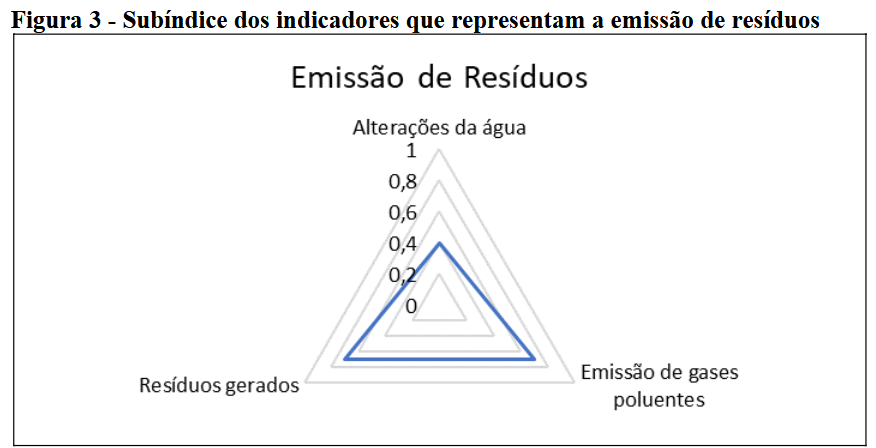 Figura 3 - Subíndice dos indicadores que representam a emissão de resíduos
Emissão de Resíduos
Alterações da água
1
0,8
0,6
0,4
0,2
0
Resíduos gerados
Emissão de gases
poluentes